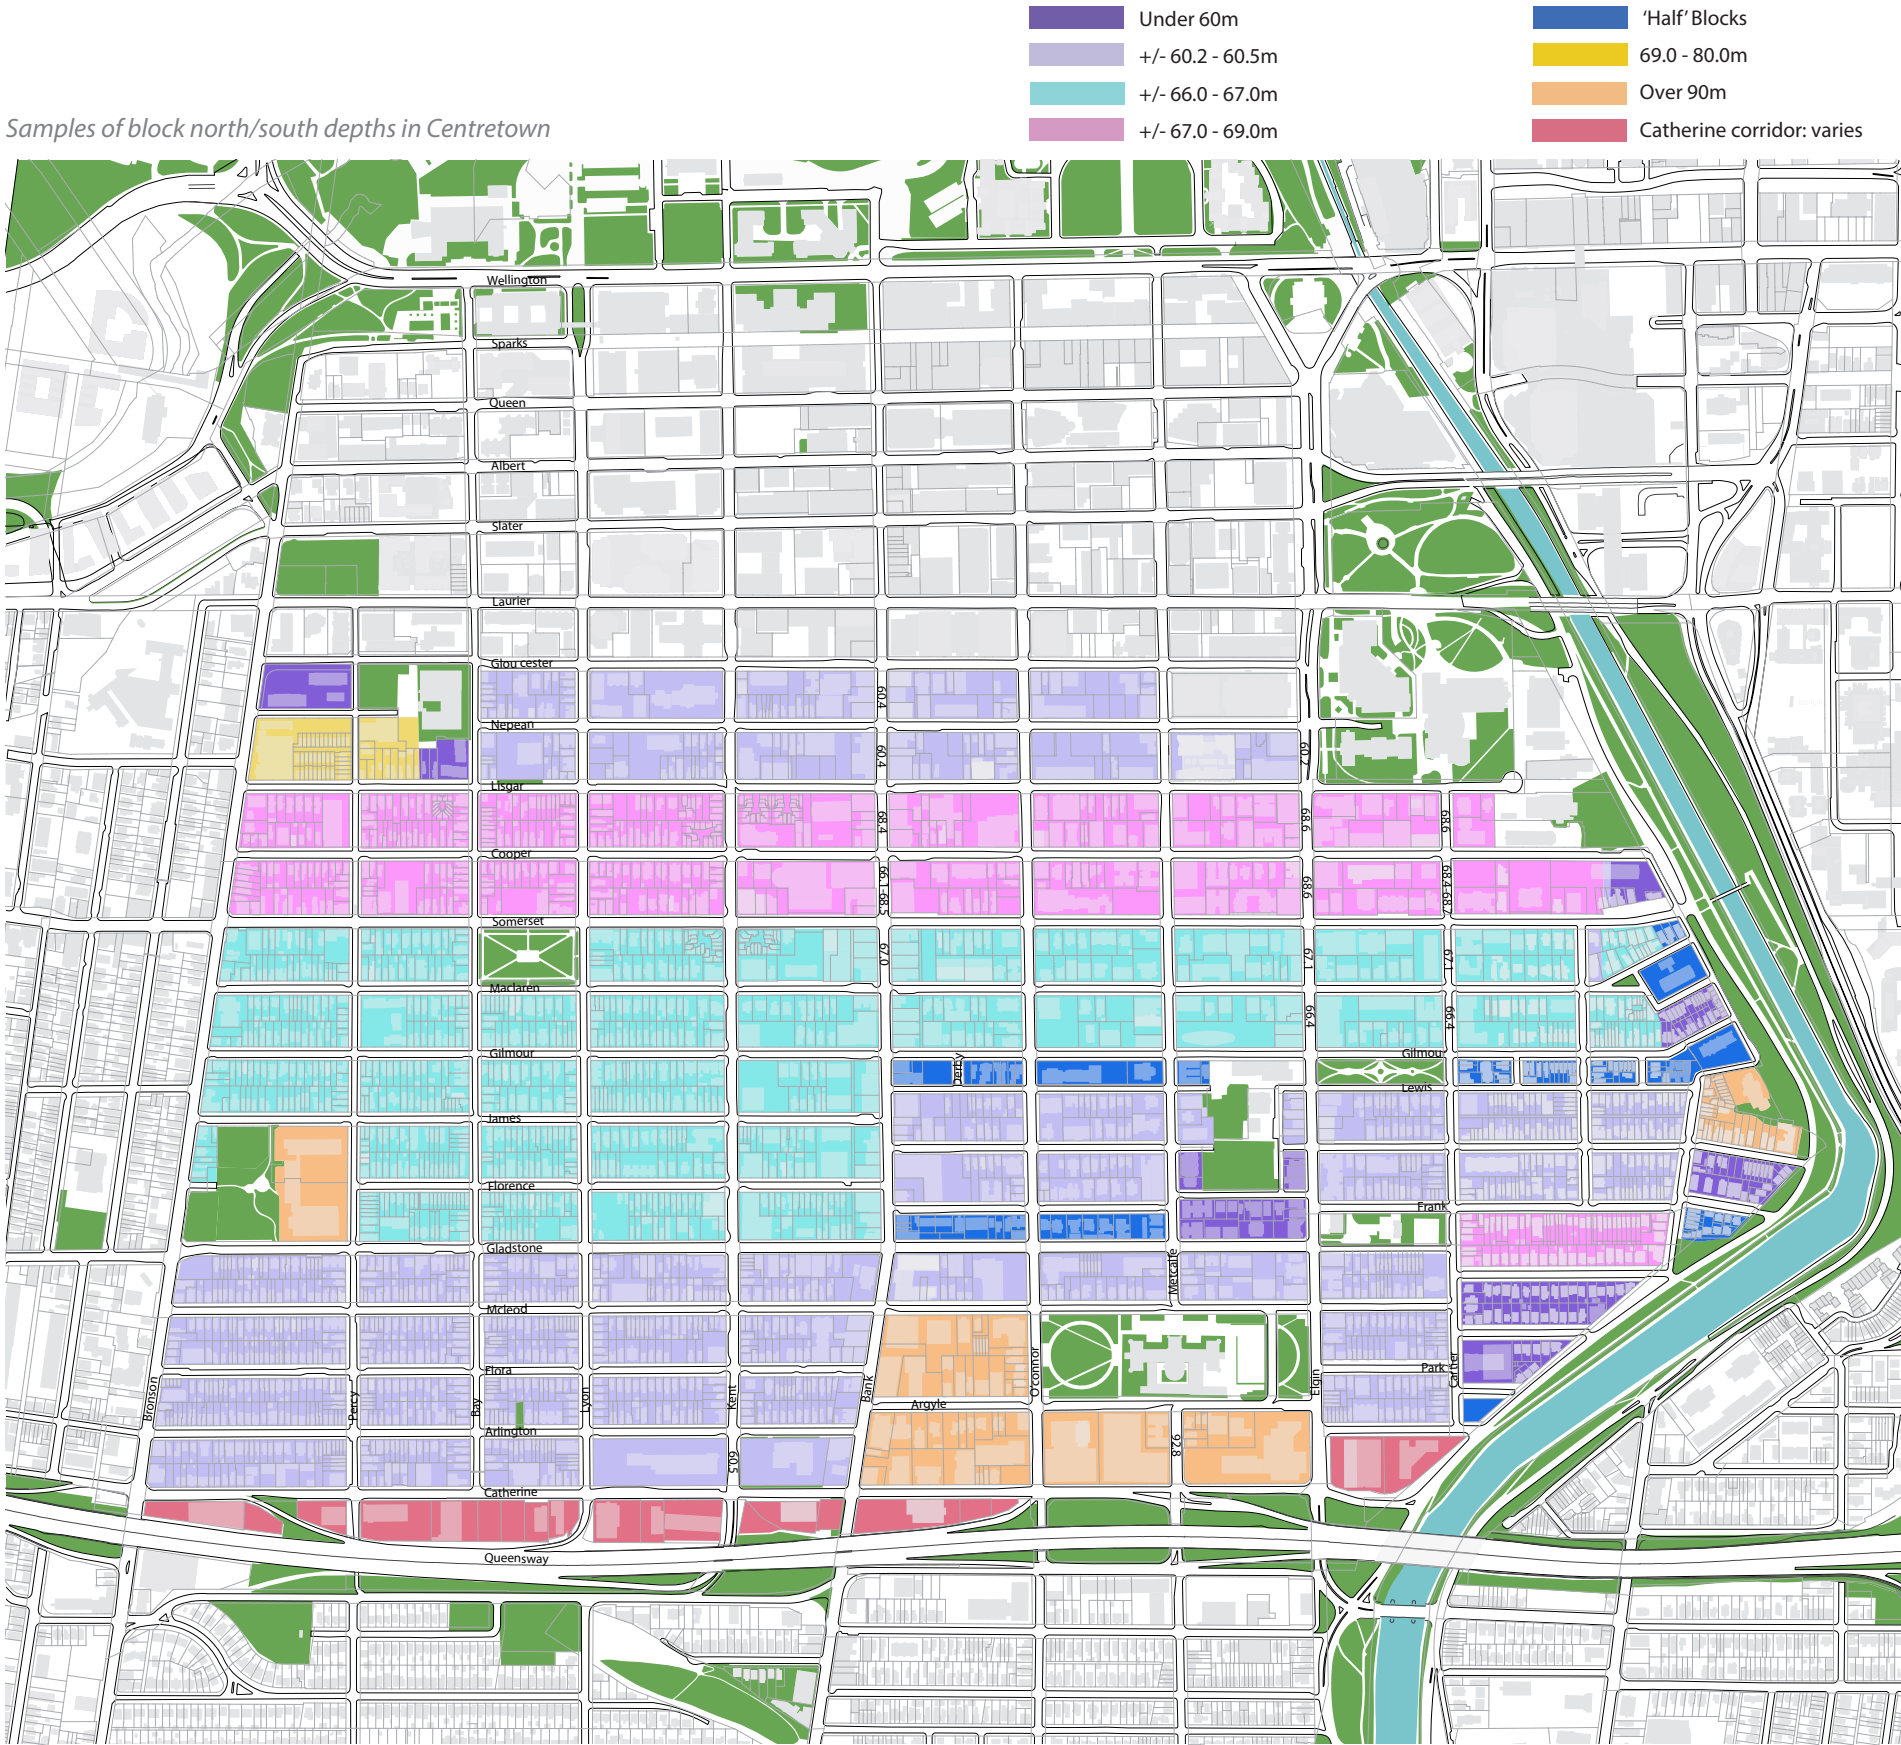 Under 60m
'Half' Blocks
+/- 60.2 - 60.5m
69.0 - 80.0m
+/- 66.0 - 67.0m
Over 90m
+/- 67.0 - 69.0m
Catherine corridor: varies
Samples of block north/south depths in Centretown
Wellington
Sparks
Queen
Albert
Slater
Laurier
Glou cester
60.4
Nepean
60.4
60.2
Lisgar
68.4
68.6
68.6
Cooper
66.1-68.5
68.6
Somerset
67.0
67.1
67.1
Maclaren
66.4
66.4
Gilmour
Derby
Gilmou
Lewis
James
Florence
Frank
Gladstone
Metcalfe
Mcleod
Flora
Park
Cartier
Bronson
Percy
Bay
Lyon
Kent
Bank
O'connor
Elgin
Argyle
Arlington
60.5
92.8
Catherine
Queensway